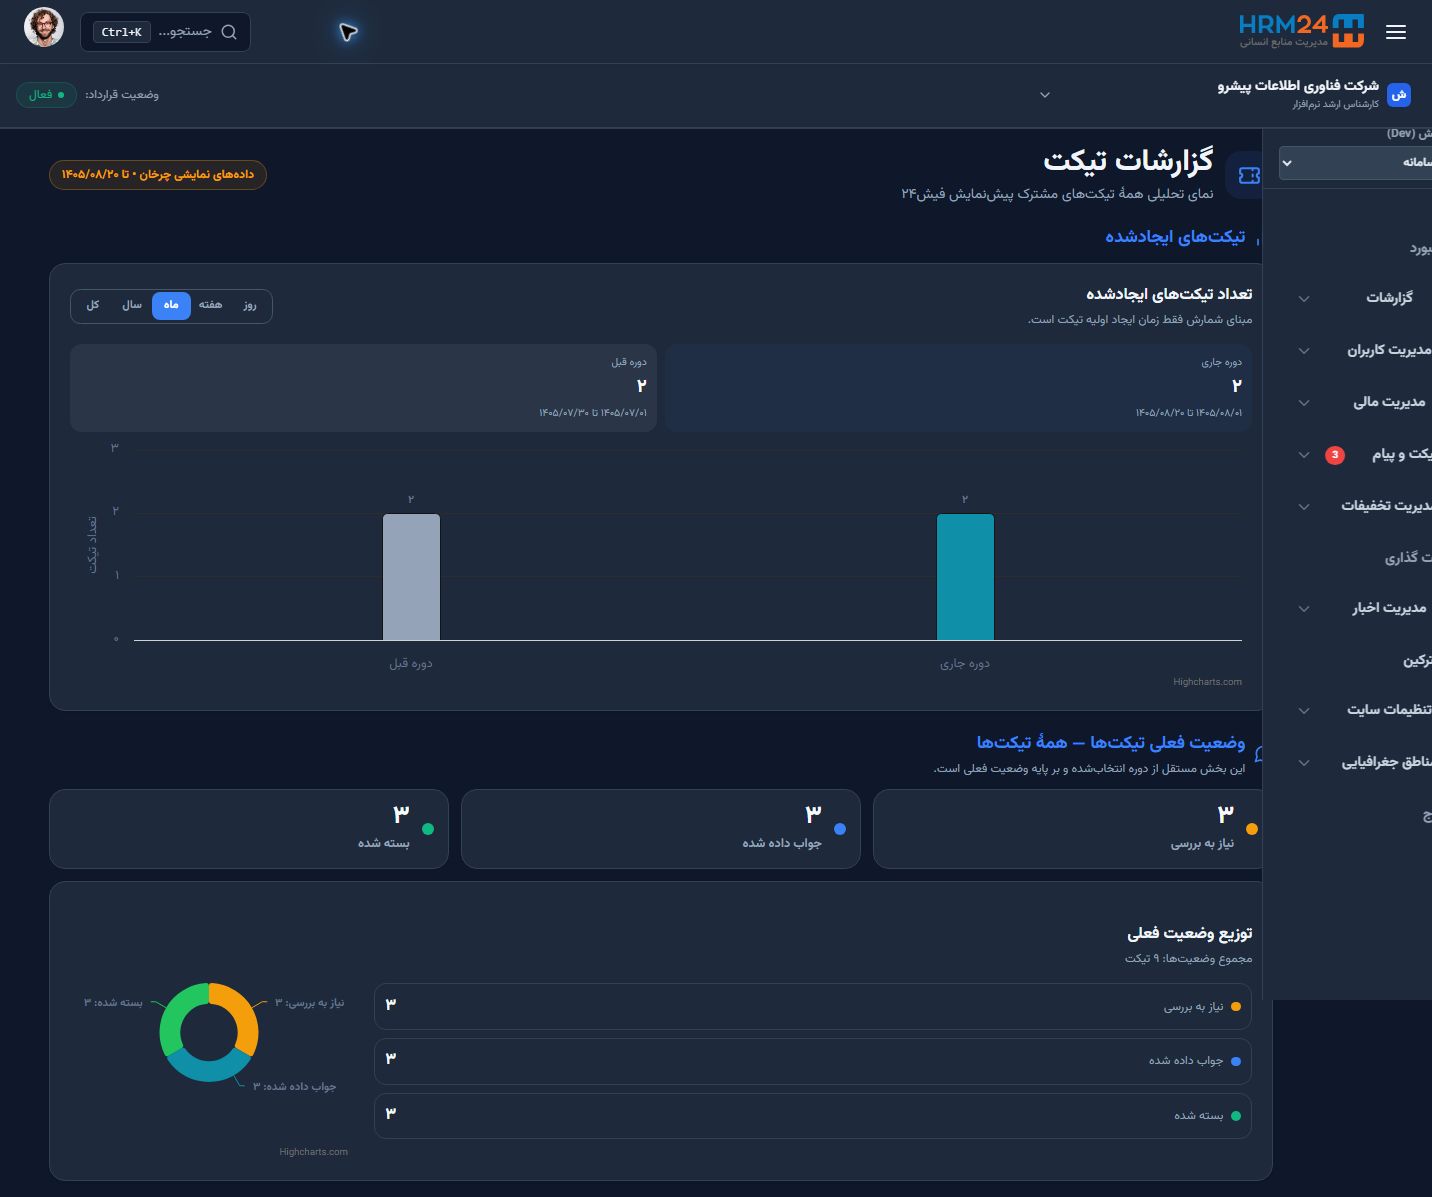 HRM24
مدیریت منابع انسانی
جستجو...
Ctrl+K
ش
شرکت فناوری اطلاعات پیشرو
کارشناس ارشد نرم‌افزار
وضعیت قرارداد:
فعال
(Dev)
گزارشات
مدیریت کاربران
مدیریت مالی
و پیام
3
مدیریت تخفیفات
گذاری
مدیریت اخبار
تنظیمات سایت
مناطق جغرافیایی
گزارشات تیکت
نمای تحلیلی همهٔ تیکت‌های مشترک پیش‌نمایش فیش۲۴
داده‌های نمایشی چرخان • تا ۱۴۰۵/۰۸/۲۰
تیکت‌های ایجادشده
تعداد تیکت‌های ایجادشده
مبنای شمارش فقط زمان ایجاد اولیه تیکت است.
روز
هفته
ماه
سال
کل
دوره جاری
۲
۱۴۰۵/۰۸/۰۱ تا ۱۴۰۵/۰۸/۲۰
دوره قبل
۲
۱۴۰۵/۰۷/۰۱ تا ۱۴۰۵/۰۷/۳۰
۳
۲
۱
۰
تعداد تیکت
۲
۲
دوره جاری
دوره قبل
Highcharts.com
وضعیت فعلی تیکت‌ها — همهٔ تیکت‌ها
این بخش مستقل از دوره انتخاب‌شده و بر پایه وضعیت فعلی است.
۳
نیاز به بررسی
۳
جواب داده شده
۳
بسته شده
توزیع وضعیت فعلی
مجموع وضعیت‌ها: ۹ تیکت
نیاز به بررسی
۳
جواب داده شده
۳
بسته شده
۳
نیاز به بررسی: ۳
بسته شده: ۳
جواب داده شده: ۳
Highcharts.com